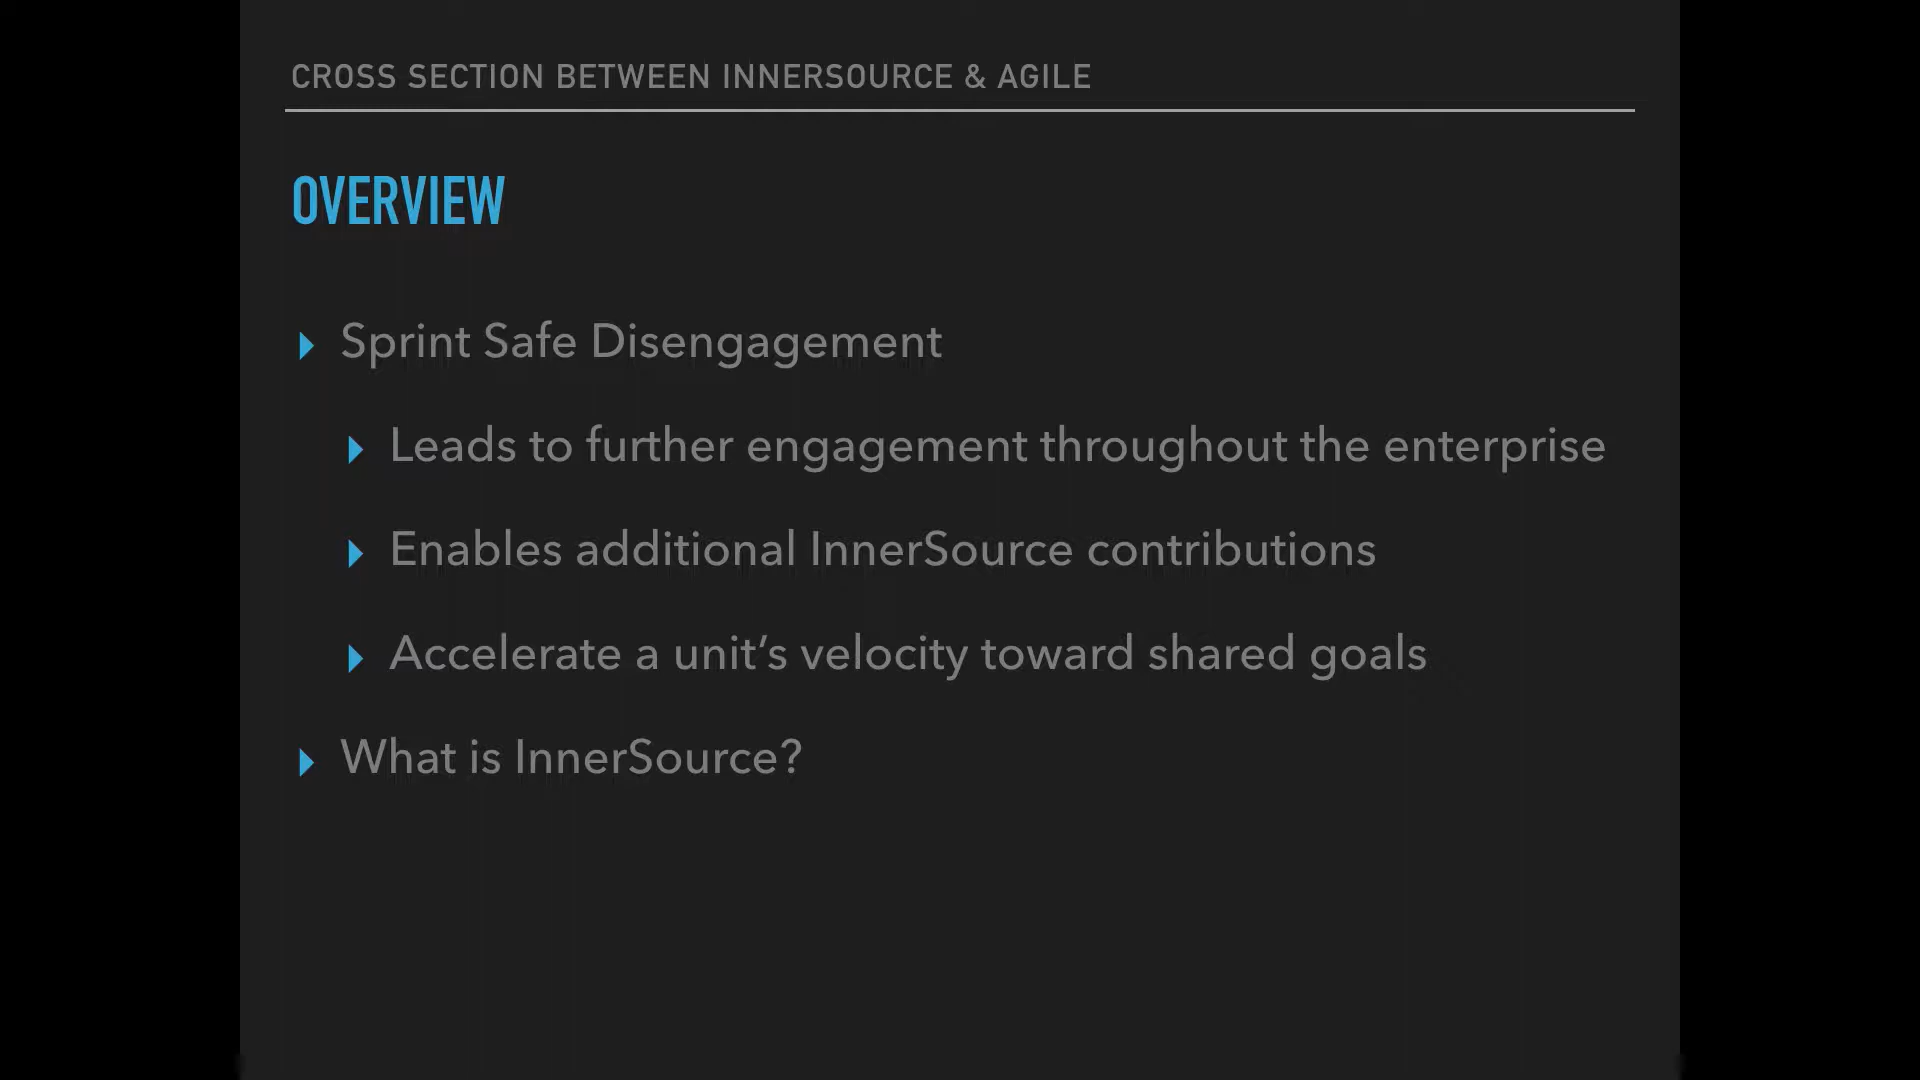 CROSS SECTION BETWEEN INNERSOURCE & AGILE
OVERVIEW
Sprint Safe Disengagement
Leads to further engagement throughout the enterprise
Enables additional InnerSource contributions
Accelerate a unit’s velocity toward shared goals
What is InnerSource?